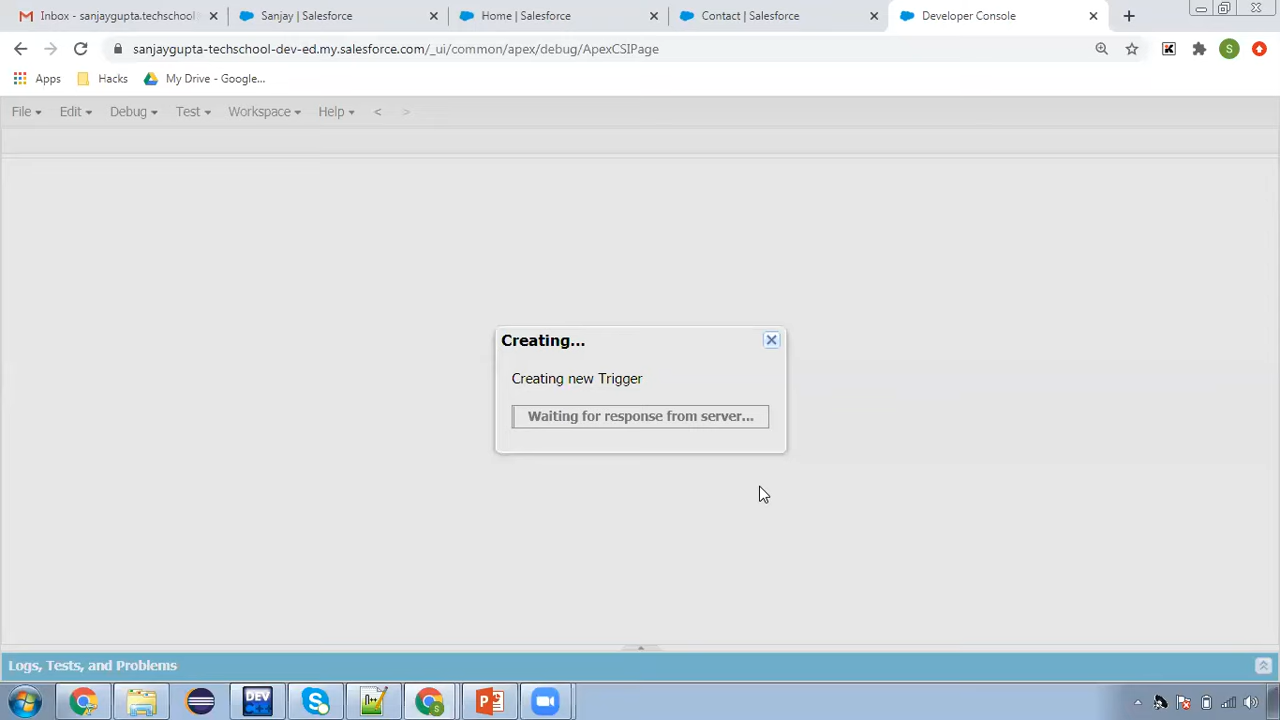 Inbox - sanjaygupta.techschool
Sanjay | Salesforce
Home | Salesforce
Contact | Salesforce
Developer Console
sanjaygupta-techschool-dev-ed.my.salesforce.com/_ui/common/apex/debug/ApexCSIPage
S
Apps
Hacks
My Drive - Google...
File
Edit
Debug
Test
Workspace
Help
<
>
Creating...
Creating new Trigger
Waiting for response from server...
Logs, Tests, and Problems
DEV
C++